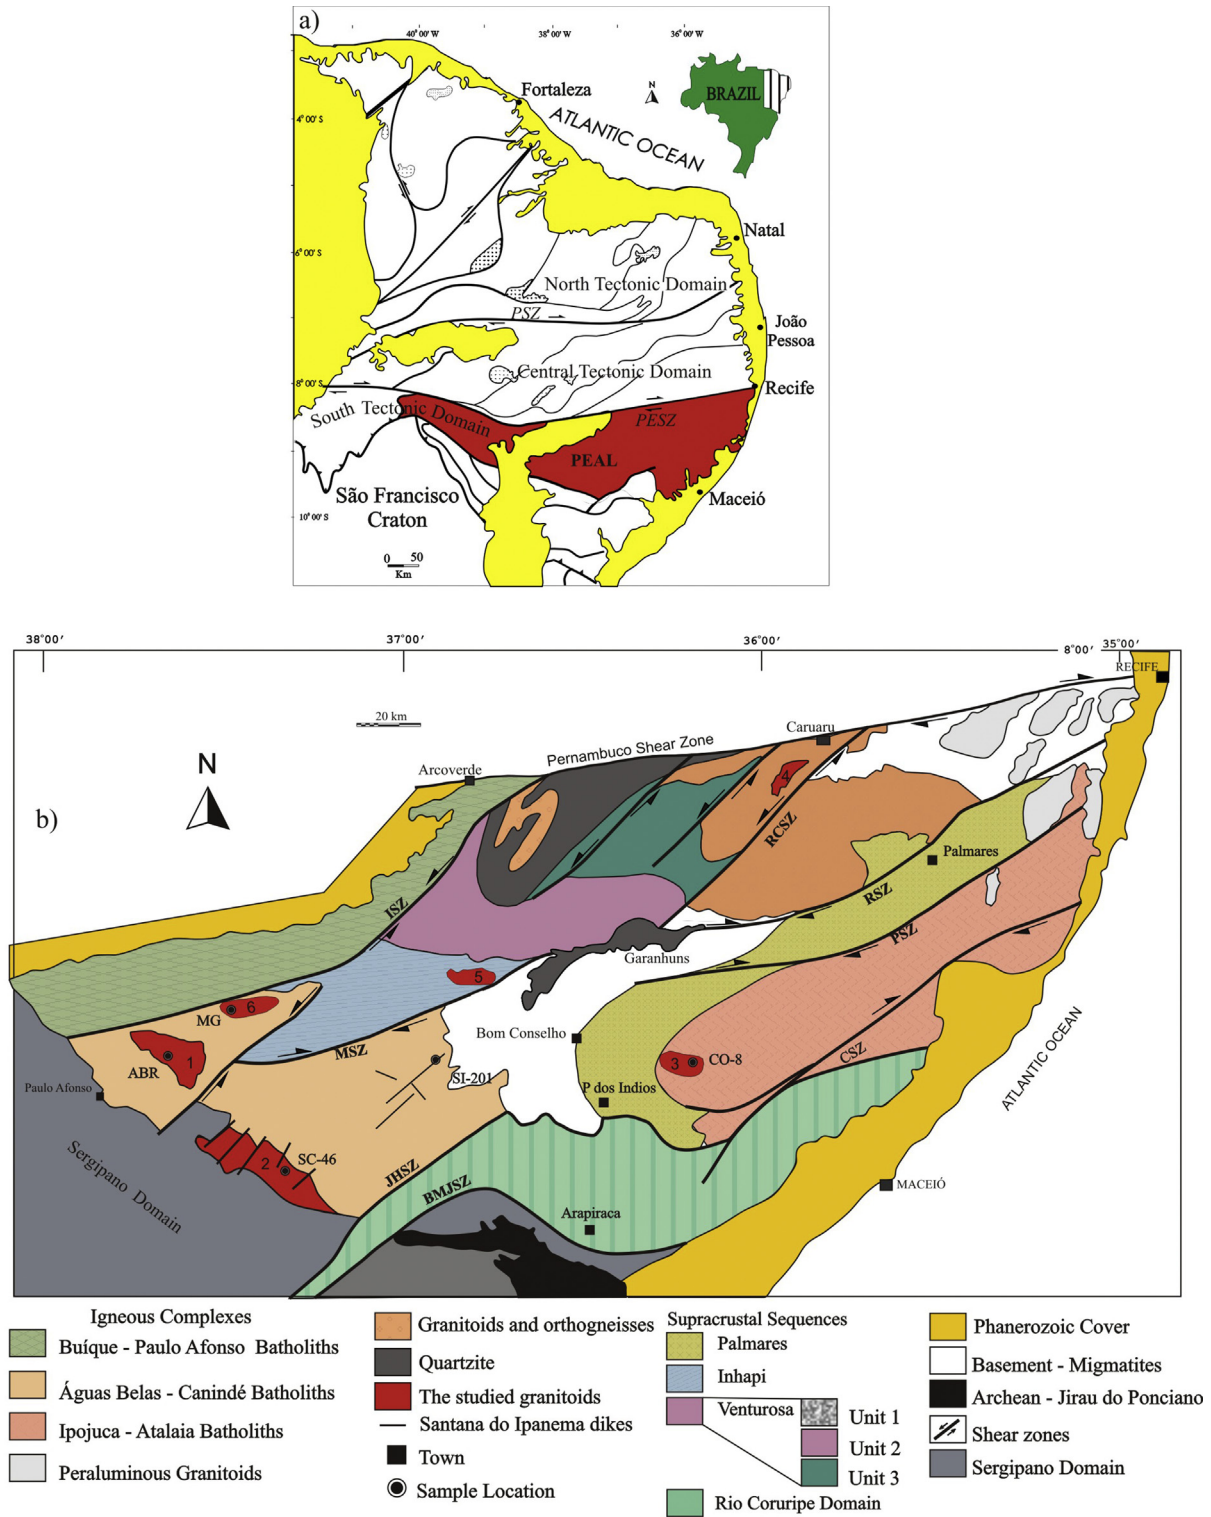 a)
40°00' W
38°00' W
36°00' W
Fortaleza
N
BRAZIL
ATLANTIC OCEAN
4°00' S
Natal
6°00' S
North Tectonic Domain
PSZ
João
Pessoa
Central Tectonic Domain
8°00' S
Recife
South Tectonic Domain
PESZ
PEAL
São Francisco
Craton
Maceió
10°00' S
0 50
Km
38°00'
37°00'
36°00'
8°00'
35°00'
RECIFE
20 km
Caruaru
Pernambuco Shear Zone
N
Arcoverde
4
b)
RCSZ
Palmares
ISZ
RSZ
PSZ
Garanhuns
5
6
MG
Bom Conselho
MSZ
CSZ
1
ABR
3
CO-8
ATLANTIC OCEAN
SI-201
Paulo Afonso
P dos Indios
Sergipano Domain
2
SC-46
JHSZ
BMJSZ
MACEIÓ
Arapiraca
Igneous Complexes
Buíque - Paulo Afonso Batholiths
Águas Belas - Canindé Batholiths
Ipojuca - Atalaia Batholiths
Peraluminous Granitoids
Granitoids and orthogneisses
Quartzite
The studied granitoids
Santana do Ipanema dikes
Town
Sample Location
Supracrustal Sequences
Palmares
Inhapi
Venturosa
Unit 1
Unit 2
Unit 3
Rio Coruripe Domain
Phanerozoic Cover
Basement - Migmatites
Archean - Jirau do Ponciano
Shear zones
Sergipano Domain